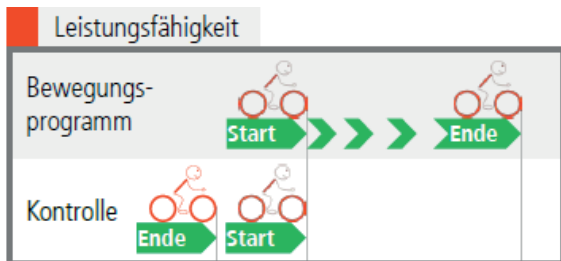 Leistungsfähigkeit
Bewegungs-
programm
Start Ende
Kontrolle
Ende Start